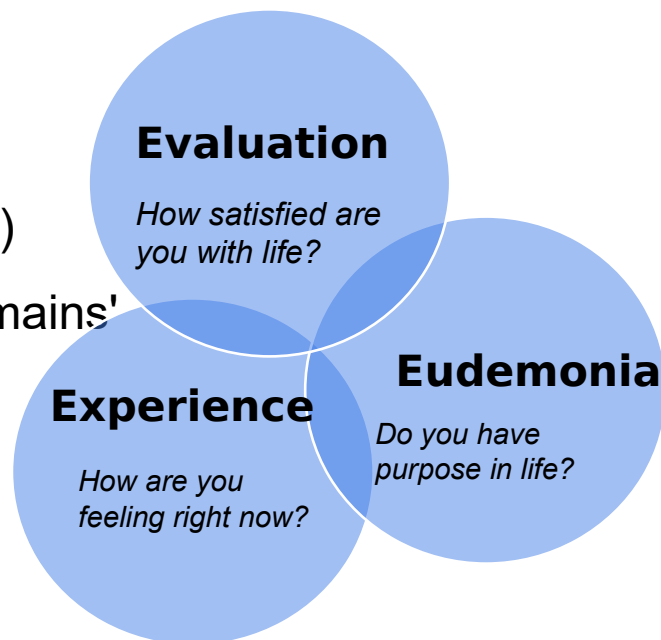 Evaluation
How satisfied are
you with life?
)
mains'
Eudemonia
Experience
Do you have
purpose in life?
How are you
feeling right now?